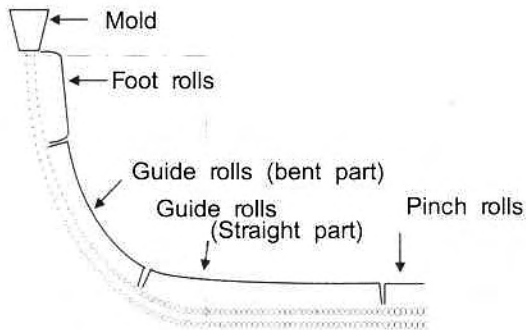 Mold
Foot rolls
Guide rolls (bent part)
Guide rolls
(Straight part)
Pinch rolls